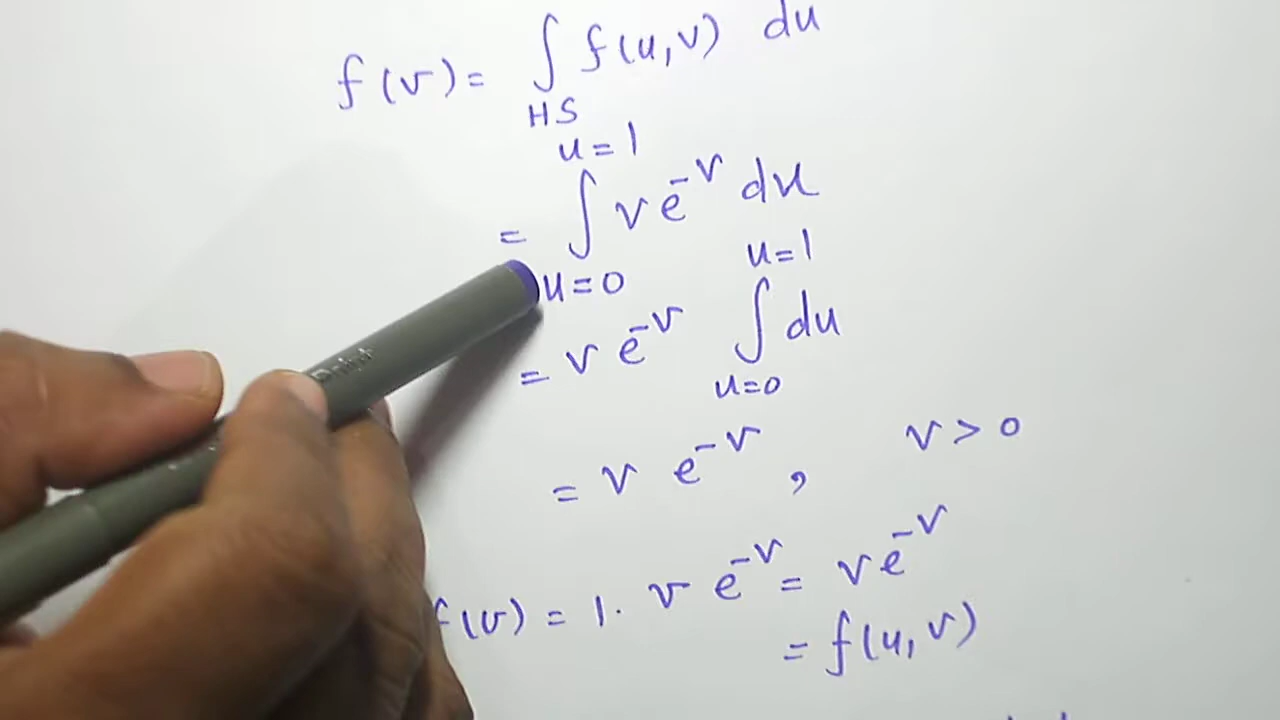 f(v) = ∫ f(u,v) du
HS
u=1
= ∫ v e^-v du
u=0
u=1
= v e^-v ∫ du
u=0
= v e^-v , v > 0
f(v) = 1. v e^-v = v e^-v
= f(u,v)